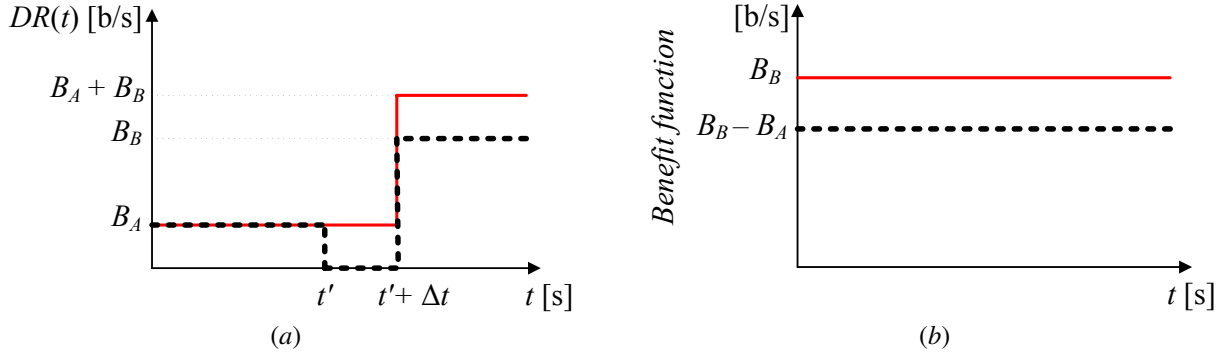 DR(t) [b/s]
B_A + B_B
B_B
B_A
t′
t′+ Δt
t [s]
(a)
[b/s]
Benefit function
B_B
B_B – B_A
t [s]
(b)